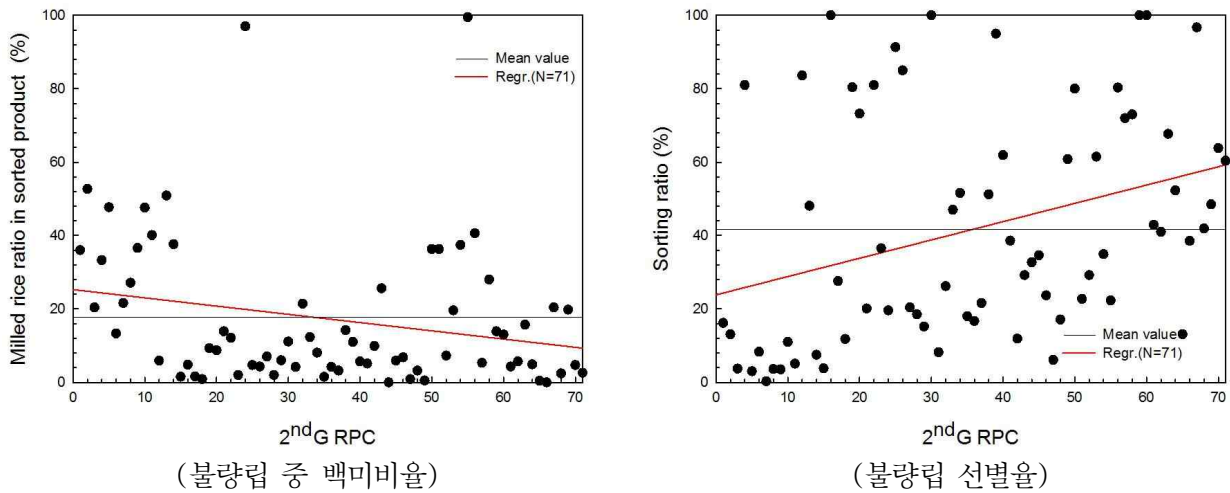 Milled rice ratio in sorted product (%)
100
80
60
40
20
0
Mean value
Regr.(N=71)
0 10 20 30 40 50 60 70
2ndG RPC
(불량립 중 백미비율)
Sorting ratio (%)
100
80
60
40
20
0
Mean value
Regr.(N=71)
0 10 20 30 40 50 60 70
2ndG RPC
(불량립 선별율)